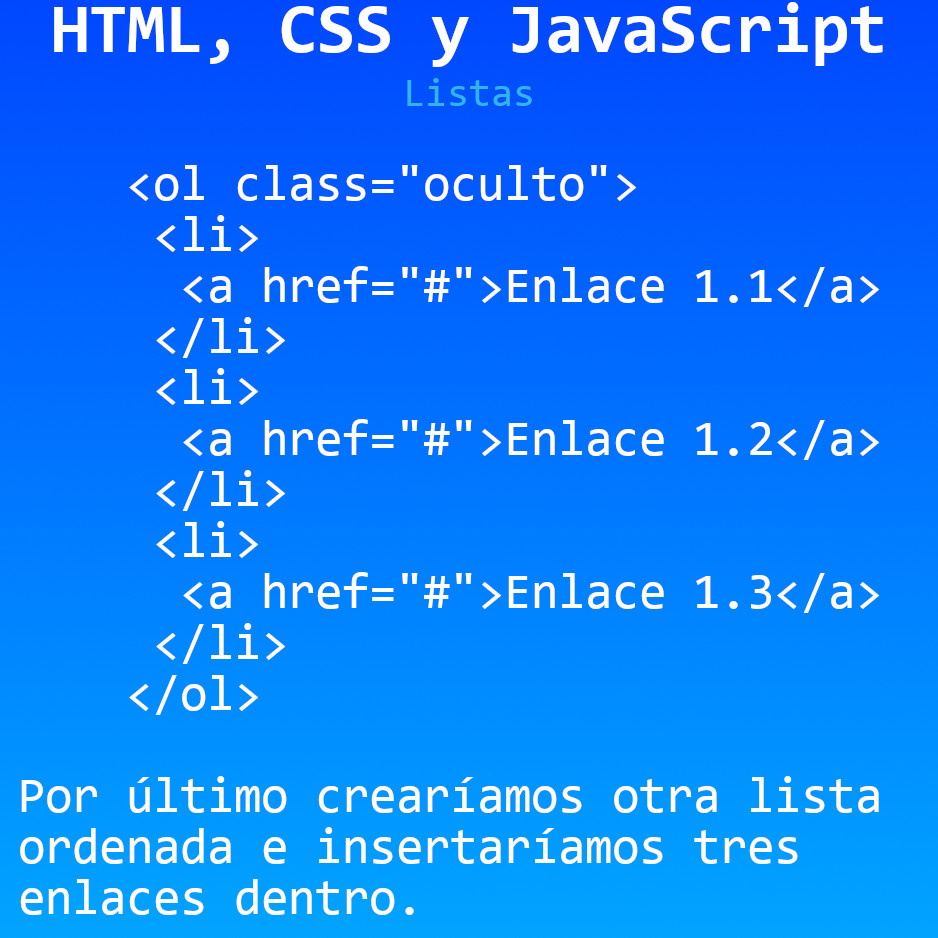 HTML, CSS y JavaScript
Listas
<ol class="oculto">
<li>
<a href="#">Enlace 1.1</a>
</li>
<li>
<a href="#">Enlace 1.2</a>
</li>
<li>
<a href="#">Enlace 1.3</a>
</li>
</ol>
Por último crearíamos otra lista
ordenada e insertaríamos tres
enlaces dentro.